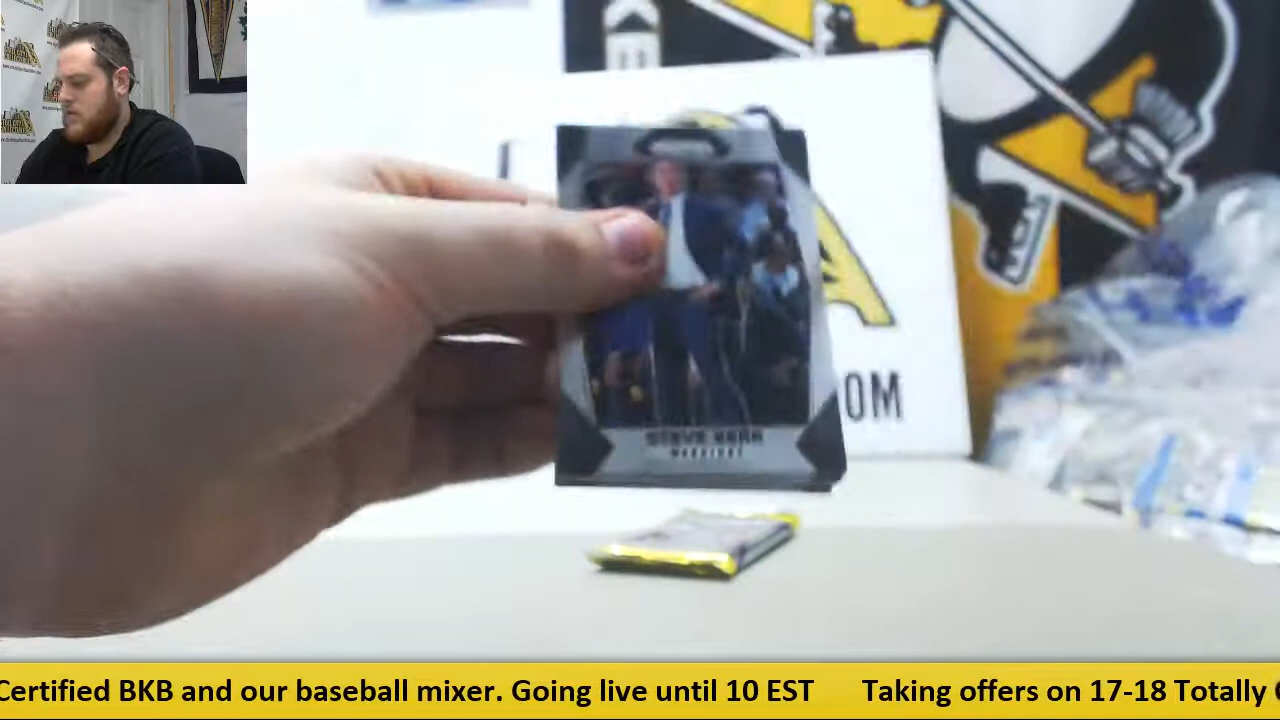 STEVE KERR
WARRIORS
OM
Certified BKB and our baseball mixer. Going live until 10 EST Taking offers on 17-18 Totally